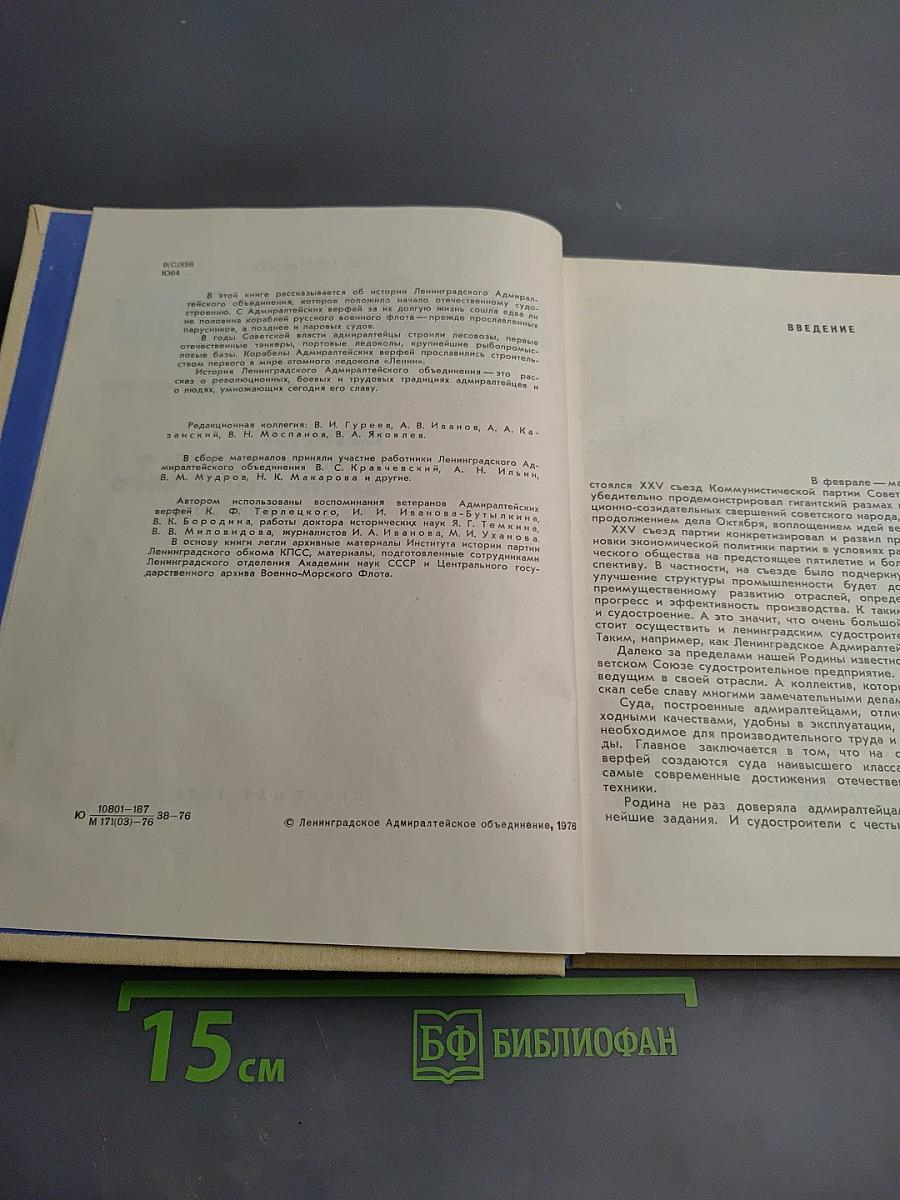 9(С)338
Ю64
В этой книге рассказывается об истории Ленинградского Адмирал-
тейского объединения, которое положило начало отечественному судо-
строению. С Адмиралтейских верфей за их долгую жизнь сошла едва ли
не половина кораблей русского военного флота — прежде прославленных
парусников, а позднее и паровых судов.
В годы Советской власти адмиралтейцы строили лесовозы, первые
отечественные танкеры, портовые ледоколы, крупнейшие рыбопромыс-
ловые базы. Корабелы Адмиралтейских верфей прославились строитель-
ством первого в мире атомного ледокола «Ленин».
История Ленинградского Адмиралтейского объединения — это рас-
сказ о революционных, боевых и трудовых традициях адмиралтейцев и
о людях, умножающих сегодня его славу.
Редакционная коллегия: В. И. Гуреев, А. В. Иванов, А. А. Ка-
занский, В. Н. Моспанов, В. А. Яковлев.
В сборе материалов приняли участие работники Ленинградского Ад-
миралтейского объединения В. С. Кравчевский, А. Н. Ильин,
В. М. Мудров, Н. К. Макарова и другие.
Автором использованы воспоминания ветеранов Адмиралтейских
верфей К. Ф. Терлецкого, И. И. Иванова-Бутылкина,
В. К. Бородина, работы доктора исторических наук Я. Г. Темкина,
В. В. Миловидова, журналистов И. А. Иванова, М. И. Уханова.
В основу книги легли архивные материалы Института истории партии
Ленинградского обкома КПСС, материалы, подготовленные сотрудниками
Ленинградского отделения Академии наук СССР и Центрального госу-
дарственного архива Военно-Морского Флота.
Ю 10801—187 38—76
М 171(03)—76
© Ленинградское Адмиралтейское объединение, 1976
ВВЕДЕНИЕ
В феврале — ма
стоялся XXV съезд Коммунистической партии Совет
убедительно продемонстрировал гигантский размах
ционно-созидательных свершений советского народа,
продолжением дела Октября, воплощением идей ве
XXV съезд партии конкретизировал и развил пр
новки экономической политики партии в условиях ра
ческого общества на предстоящее пятилетие и бол
спективу. В частности, на съезде было подчеркну
улучшение структуры промышленности будет до
преимущественному развитию отраслей, опреде
прогресс и эффективность производства. К таким
и судостроение. А это значит, что очень большой
стоит осуществить и ленинградским судостроите
Таким, например, как Ленинградское Адмиралтей
Далеко за пределами нашей Родины известно
ветском Союзе судостроительное предприятие.
ведущим в своей отрасли. А коллектив, которы
скал себе славу многими замечательными делам
Суда, построенные адмиралтейцами, отлич
ходными качествами, удобны в эксплуатации,
необходимое для производительного труда и
ды. Главное заключается в том, что на с
верфей создаются суда наивысшего класса
самые современные достижения отечествен
техники.
Родина не раз доверяла адмиралтейцам
нейшие задания. И судостроители с честь
15 см
БФ БИБЛИОФАН